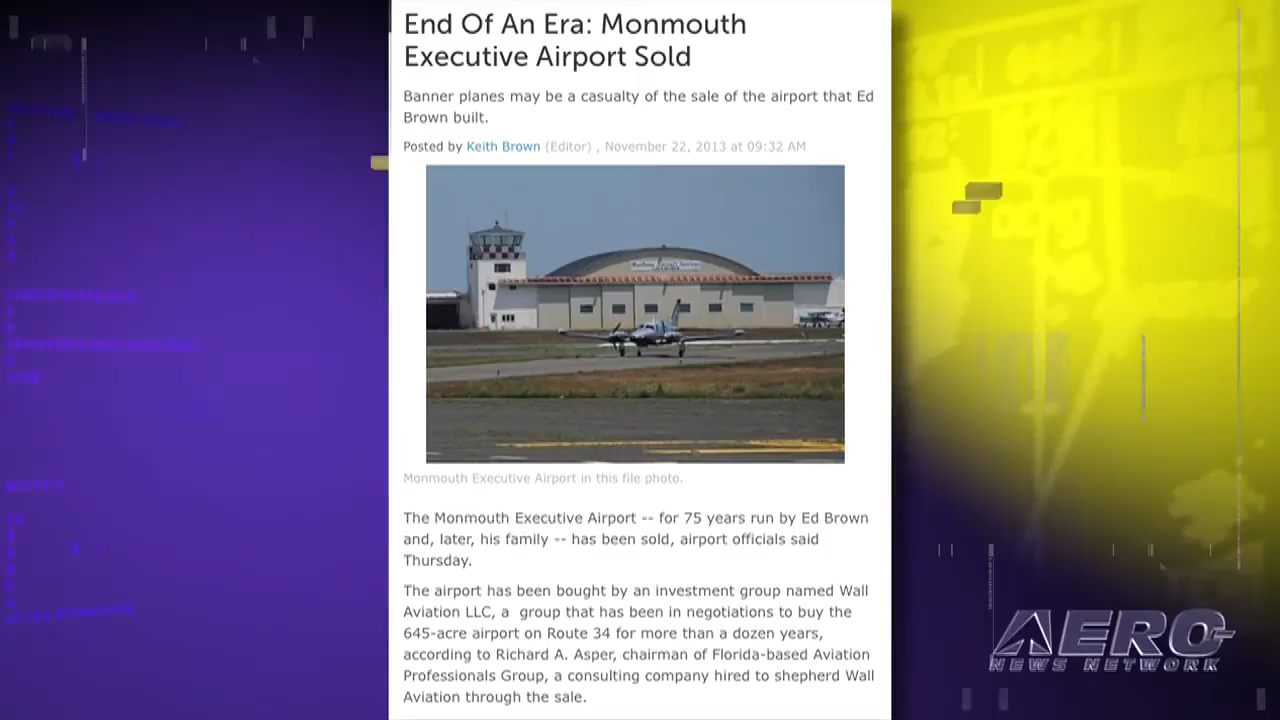 End Of An Era: Monmouth
Executive Airport Sold
Banner planes may be a casualty of the sale of the airport that Ed
Brown built.
Posted by Keith Brown (Editor) , November 22, 2013 at 09:32 AM
Monmouth Executive Airport in this file photo.
The Monmouth Executive Airport -- for 75 years run by Ed Brown
and, later, his family -- has been sold, airport officials said
Thursday.
The airport has been bought by an investment group named Wall
Aviation LLC, a group that has been in negotiations to buy the
645-acre airport on Route 34 for more than a dozen years,
according to Richard A. Asper, chairman of Florida-based Aviation
Professionals Group, a consulting company hired to shepherd Wall
Aviation through the sale.
AERO
NEWS NETWORK